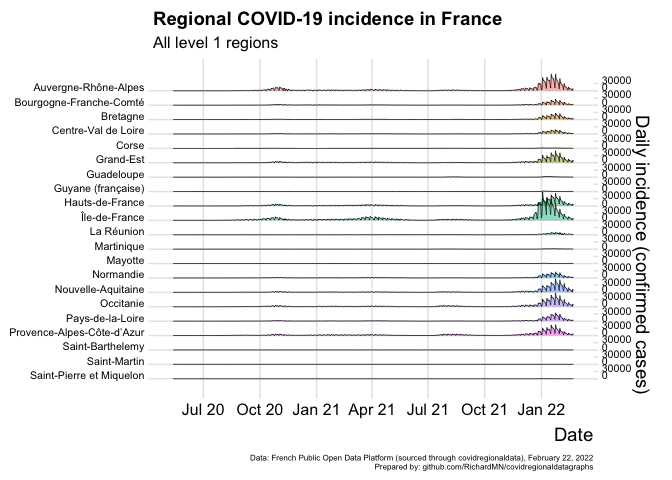 Regional COVID-19 incidence in France
All level 1 regions
Auvergne-Rhône-Alpes
Bourgogne-Franche-Comté
Bretagne
Centre-Val de Loire
Corse
Grand-Est
Guadeloupe
Guyane (française)
Hauts-de-France
Île-de-France
La Réunion
Martinique
Mayotte
Normandie
Nouvelle-Aquitaine
Occitanie
Pays-de-la-Loire
Provence-Alpes-Côte-d'Azur
Saint-Barthelemy
Saint-Martin
Saint-Pierre et Miquelon
30000
0
30000
0
30000
0
30000
0
30000
0
30000
0
30000
0
30000
0
30000
0
30000
0
30000
0
30000
0
30000
0
30000
0
30000
0
30000
0
30000
0
30000
0
30000
0
30000
0
30000
0
Daily incidence (confirmed cases)
Jul 20 Oct 20 Jan 21 Apr 21 Jul 21 Oct 21 Jan 22
Date
Data: French Public Open Data Platform (sourced through covidregionaldata), February 22, 2022
Prepared by: github.com/RichardMN/covidregionaldatagraphs